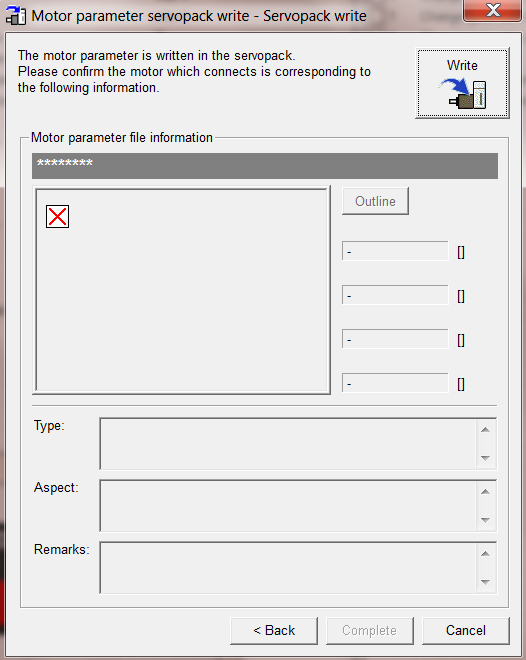 Motor parameter servopack write - Servopack write
The motor parameter is written in the servopack.
Please confirm the motor which connects is corresponding to
the following information.
Write
Motor parameter file information
********
Outline
- []
- []
- []
- []
Type:
Aspect:
Remarks:
< Back
Complete
Cancel